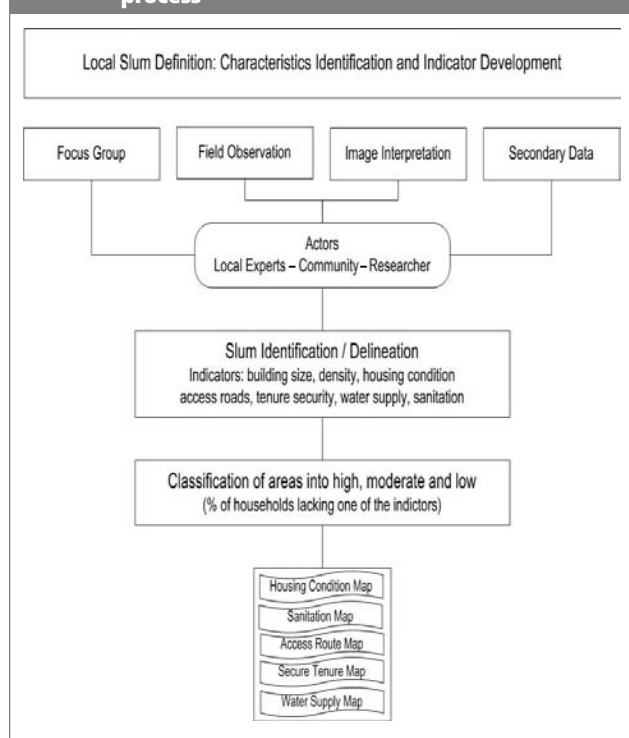 process
Local Slum Definition: Characteristics Identification and Indicator Development
Focus Group
Field Observation
Image Interpretation
Secondary Data
Actors
Local Experts – Community – Researcher
Slum Identification / Delineation
Indicators: building size, density, housing condition
access roads, tenure security, water supply, sanitation
Classification of areas into high, moderate and low
(% of households lacking one of the indictors)
Housing Condition Map
Sanitation Map
Access Route Map
Secure Tenure Map
Water Supply Map